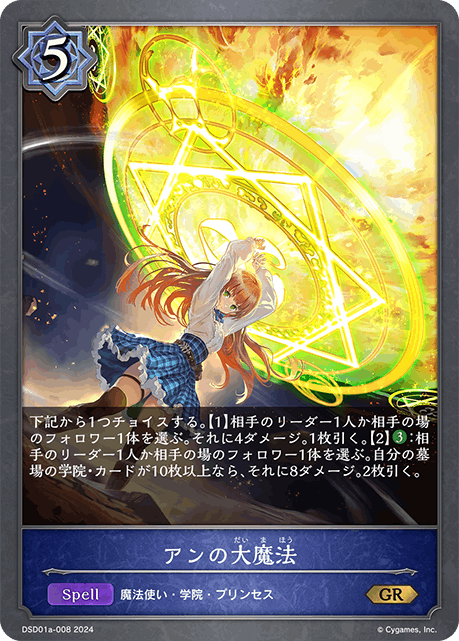 5
下記から1つチョイスする。【1】相手のリーダー1人か相手の場
のフォロワー1体を選ぶ。それに4ダメージ。1枚引く。【2】3:相
手のリーダー1人か相手の場のフォロワー1体を選ぶ。自分の墓
場の学院・カードが10枚以上なら、それに8ダメージ。2枚引く。
だいまほう
アンの大魔法
Spell 魔法使い・学院・プリンセス GR
DSD01a-008 2024 © Cygames, Inc.